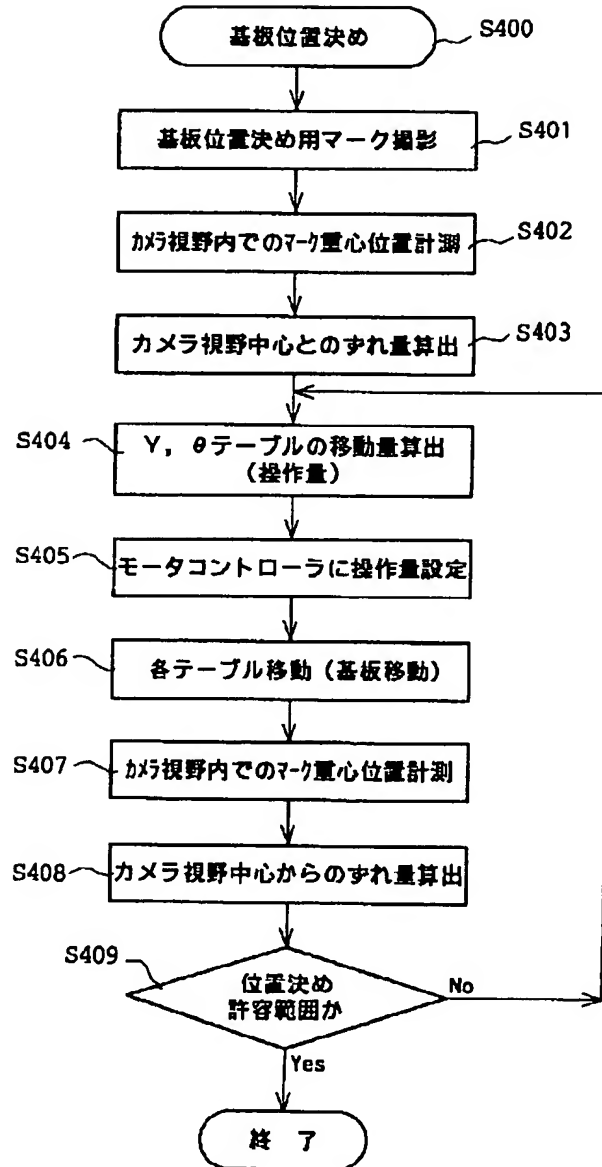 基板位置決め
S400
基板位置決め用マーク撮影
S401
カメラ視野内でのマーク重心位置計測
S402
カメラ視野中心とのずれ量算出
S403
S404
Y，θテーブルの移動量算出
（操作量）
S405
モータコントローラに操作量設定
S406
各テーブル移動（基板移動）
S407
カメラ視野内でのマーク重心位置計測
S408
カメラ視野中心からのずれ量算出
S409
位置決め
許容範囲か
No
Yes
終 了